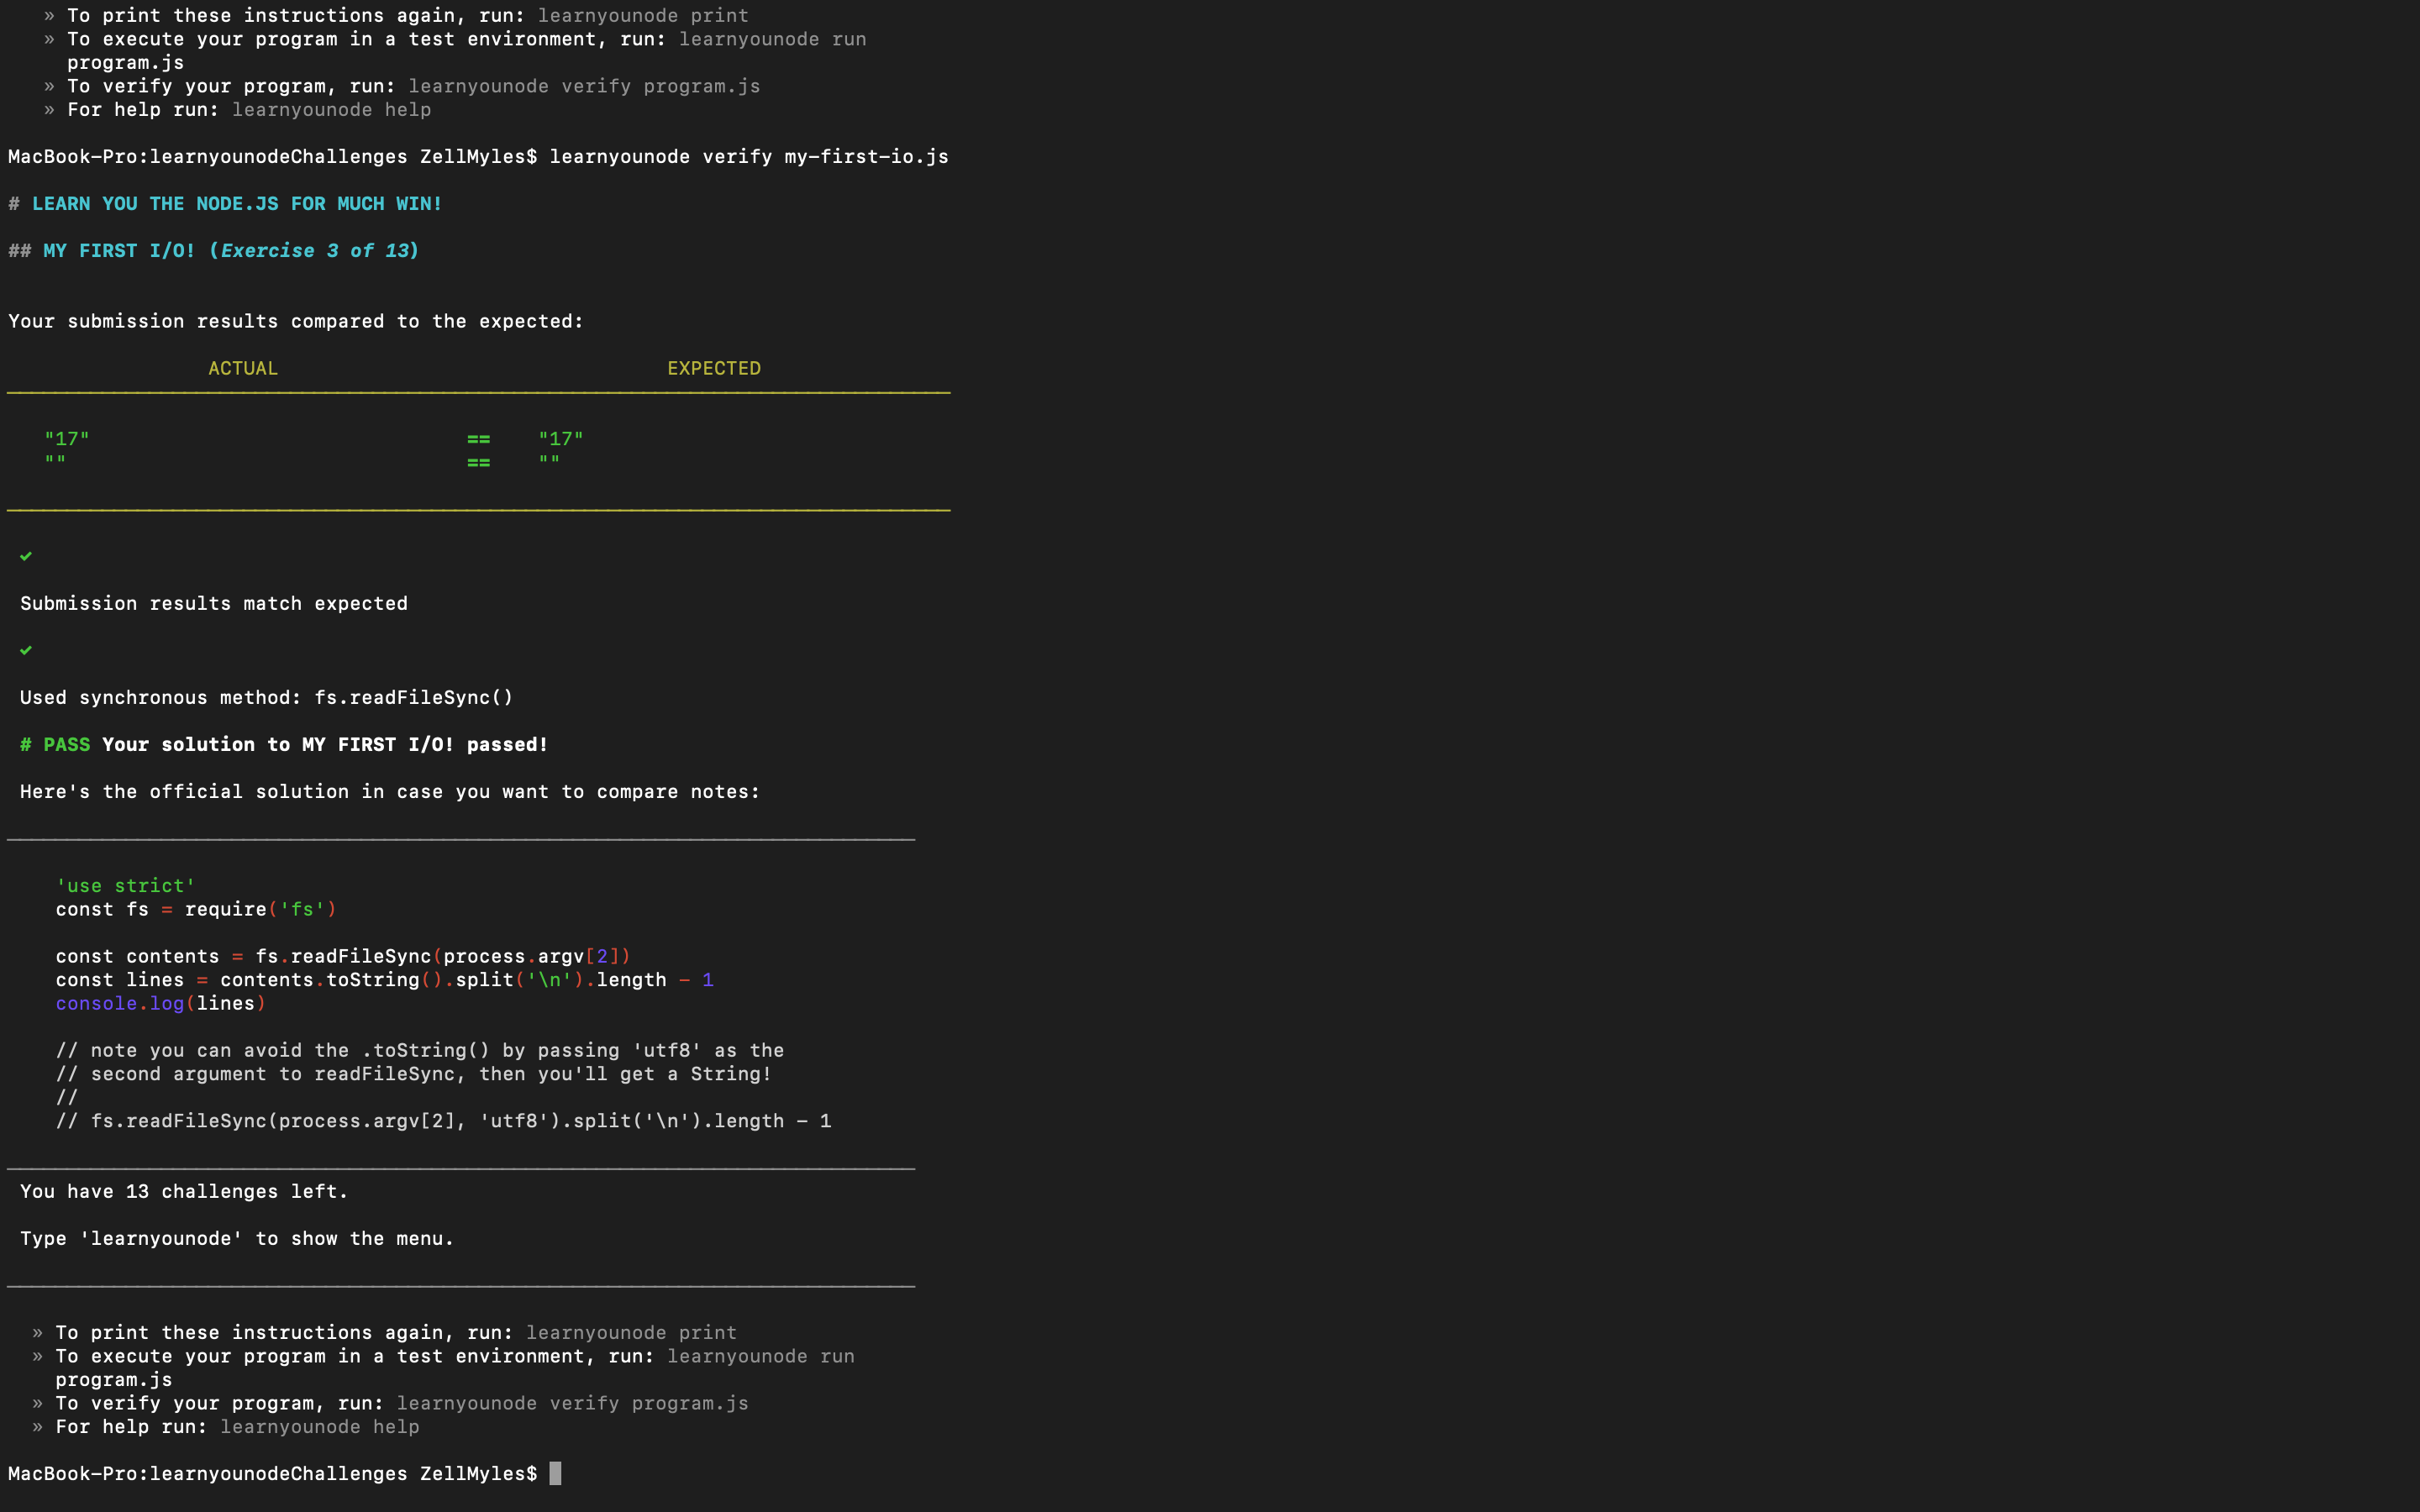 » To print these instructions again, run: learnyounode print
» To execute your program in a test environment, run: learnyounode run
program.js
» To verify your program, run: learnyounode verify program.js
» For help run: learnyounode help
MacBook-Pro:learnyounodeChallenges ZellMyles$ learnyounode verify my-first-io.js
# LEARN YOU THE NODE.JS FOR MUCH WIN!
## MY FIRST I/O! (Exercise 3 of 13)
Your submission results compared to the expected:
ACTUAL EXPECTED
"17" == "17"
"" == ""
✔
Submission results match expected
✔
Used synchronous method: fs.readFileSync()
# PASS Your solution to MY FIRST I/O! passed!
Here's the official solution in case you want to compare notes:
'use strict'
const fs = require('fs')
const contents = fs.readFileSync(process.argv[2])
const lines = contents.toString().split('\n').length - 1
console.log(lines)
// note you can avoid the .toString() by passing 'utf8' as the
// second argument to readFileSync, then you'll get a String!
//
// fs.readFileSync(process.argv[2], 'utf8').split('\n').length - 1
You have 13 challenges left.
Type 'learnyounode' to show the menu.
» To print these instructions again, run: learnyounode print
» To execute your program in a test environment, run: learnyounode run
program.js
» To verify your program, run: learnyounode verify program.js
» For help run: learnyounode help
MacBook-Pro:learnyounodeChallenges ZellMyles$